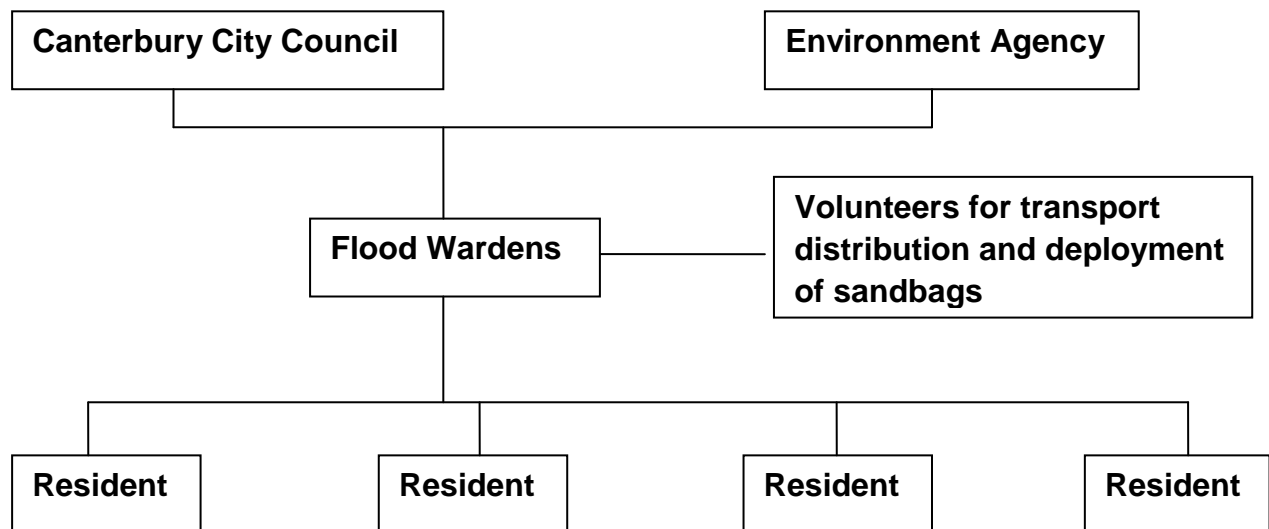 Canterbury City Council
Environment Agency
Flood Wardens
Volunteers for transport
distribution and deployment
of sandbags
Resident
Resident
Resident
Resident